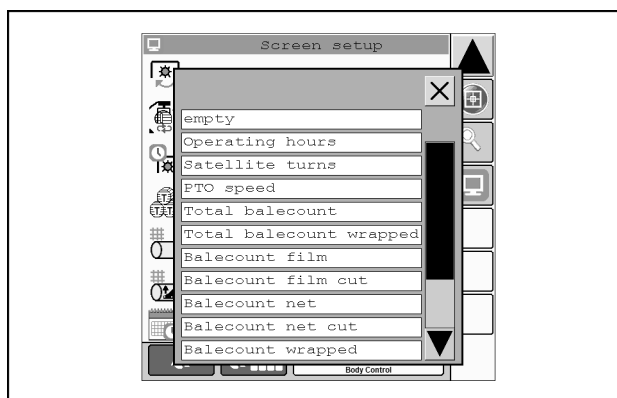 Screen setup
empty
Operating hours
Satellite turns
PTO speed
Total balecount
Total balecount wrapped
Balecount film
Balecount film cut
Balecount net
Balecount net cut
Balecount wrapped
Body Control